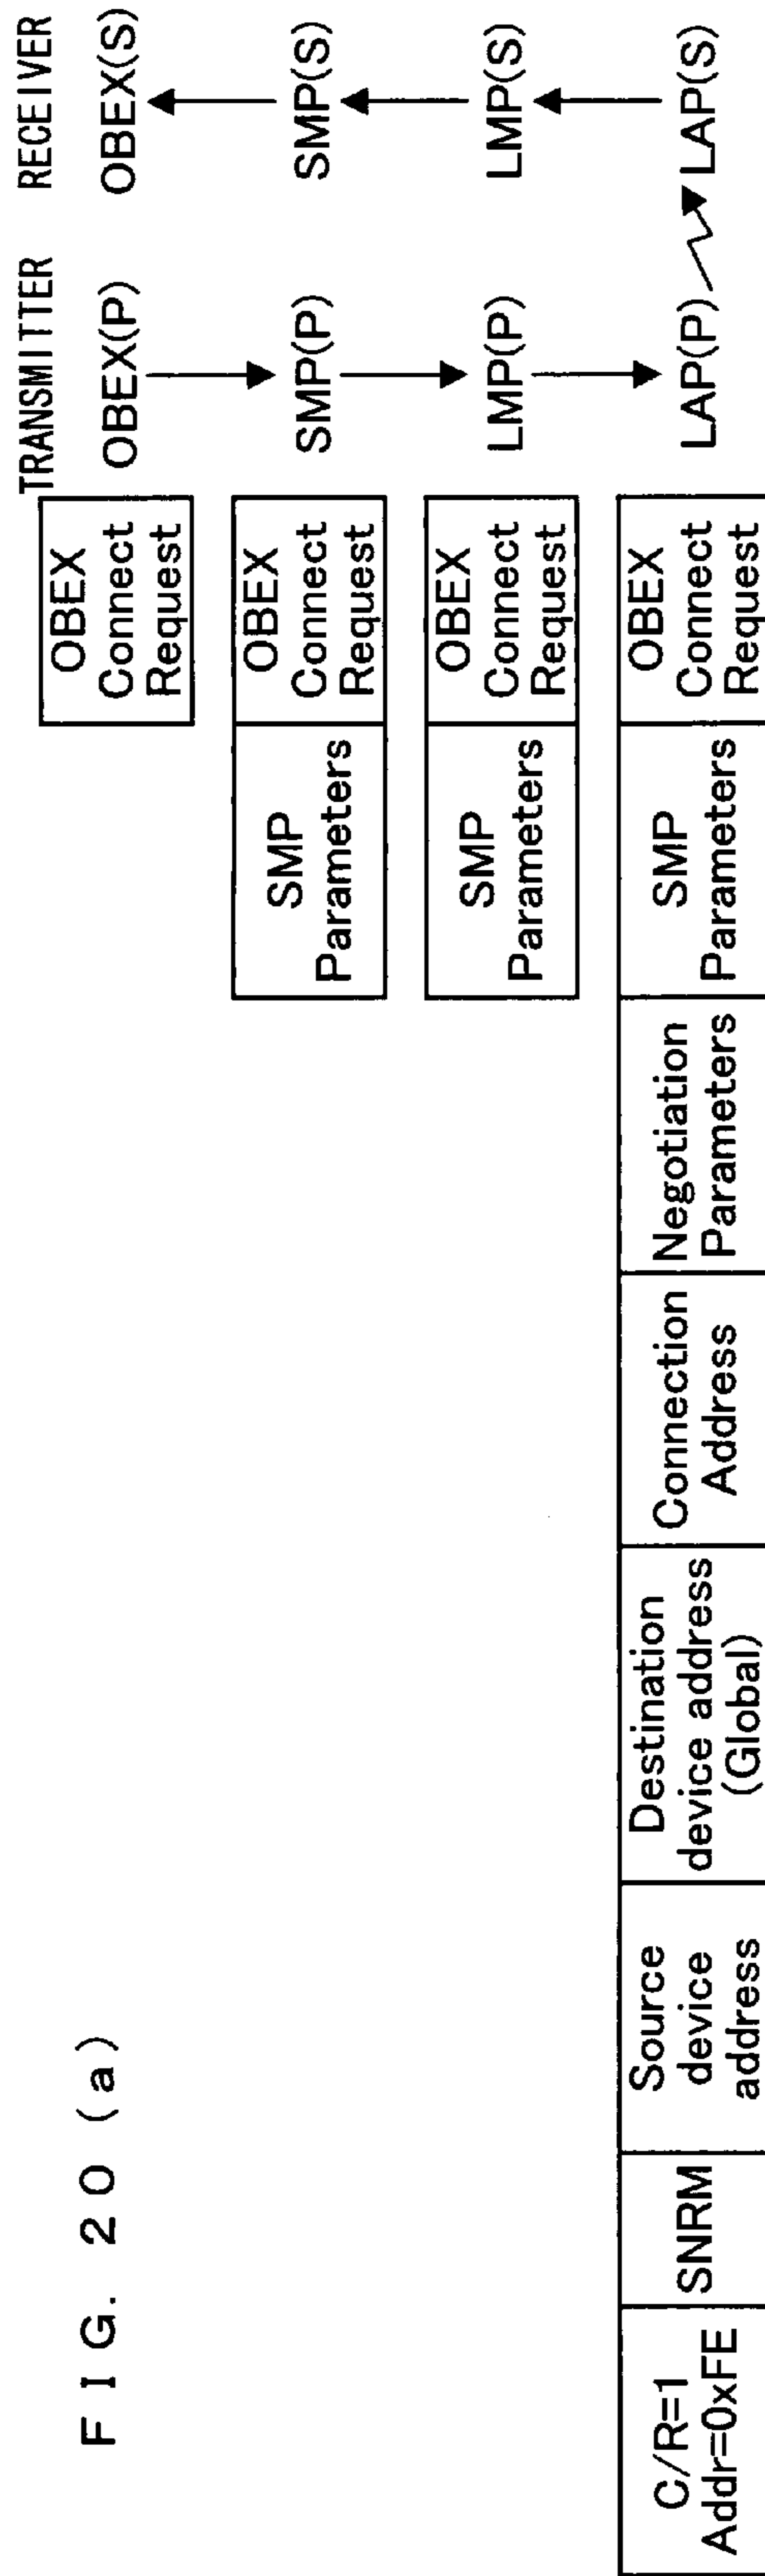 FIG. 20 (a)
TRANSMITTER RECEIVER
OBEX
Connect
Request
OBEX(P)
OBEX(S)
SMP
Parameters
OBEX
Connect
Request
SMP(P)
SMP(S)
SMP
Parameters
OBEX
Connect
Request
LMP(P)
LMP(S)
C/R=1
Addr=0xFE
SNRM
Source
device
address
Destination
device address
(Global)
Connection
Address
Negotiation
Parameters
SMP
Parameters
OBEX
Connect
Request
LAP(P)
LAP(S)